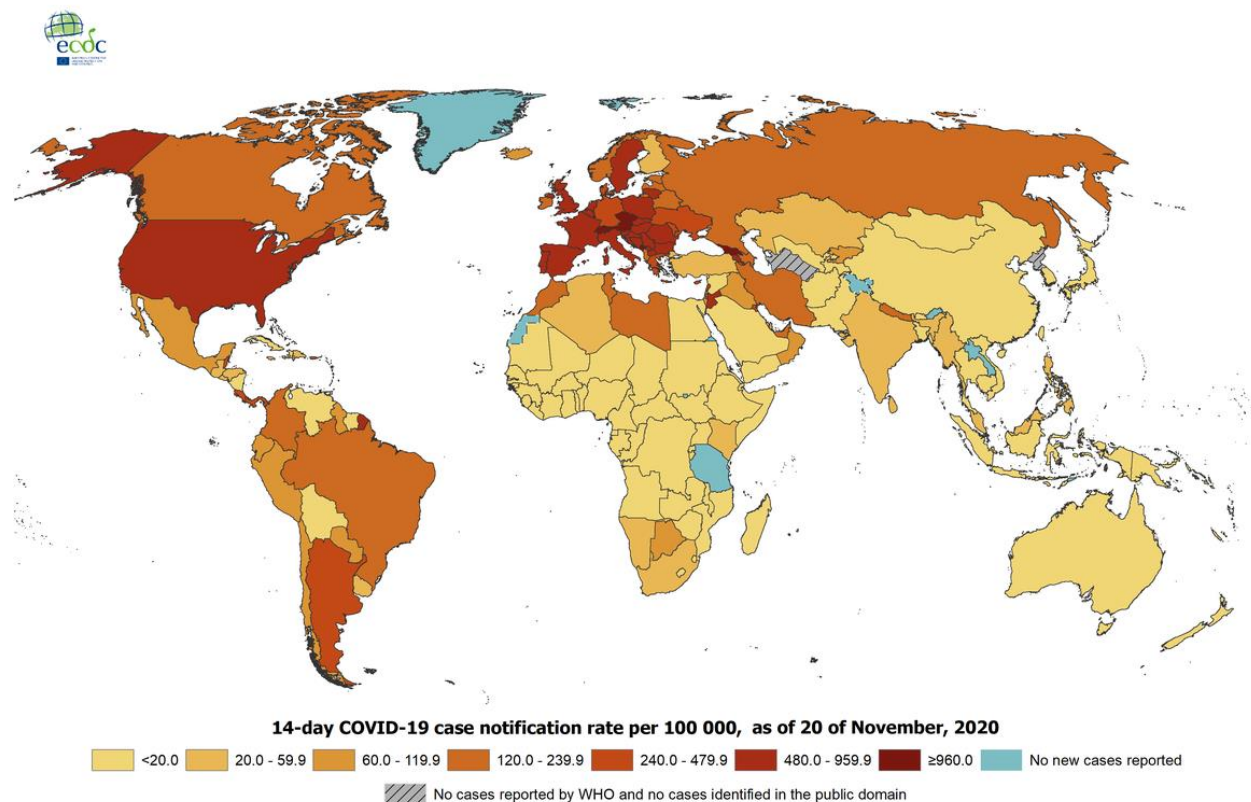 ecdc
14-day COVID-19 case notification rate per 100 000, as of 20 of November, 2020
<20.0 20.0 - 59.9 60.0 - 119.9 120.0 - 239.9 240.0 - 479.9 480.0 - 959.9 ≥960.0 No new cases reported
No cases reported by WHO and no cases identified in the public domain